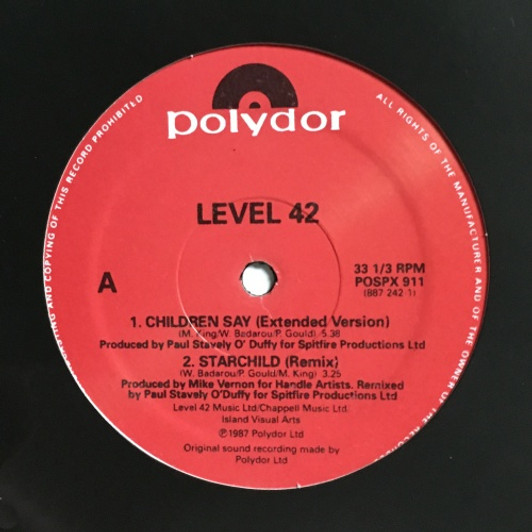 polydor
ALL RIGHTS OF THE MANUFACTURER AND OF THE OWNER OF THE
AND COPYING OF THIS RECORD PROHIBITED
LEVEL 42
A
33 1/3 RPM
POSPX 911
(887 242 1)
1. CHILDREN SAY (Extended Version)
(M. King/W. Badarou/P. Gould) 5.38
Produced by Paul Stavely O' Duffy for Spitfire Productions Ltd
2. STARCHILD (Remix)
(W. Badarou/P. Gould/M. King) 3.25
Produced by Mike Vernon for Handle Artists. Remixed
by Paul Stavely O'Duffy for Spitfire Productions Ltd
Level 42 Music Ltd/Chappell Music Ltd.
Island Visual Arts
℗1987 Polydor Ltd
Original sound recording made by
Polydor Ltd